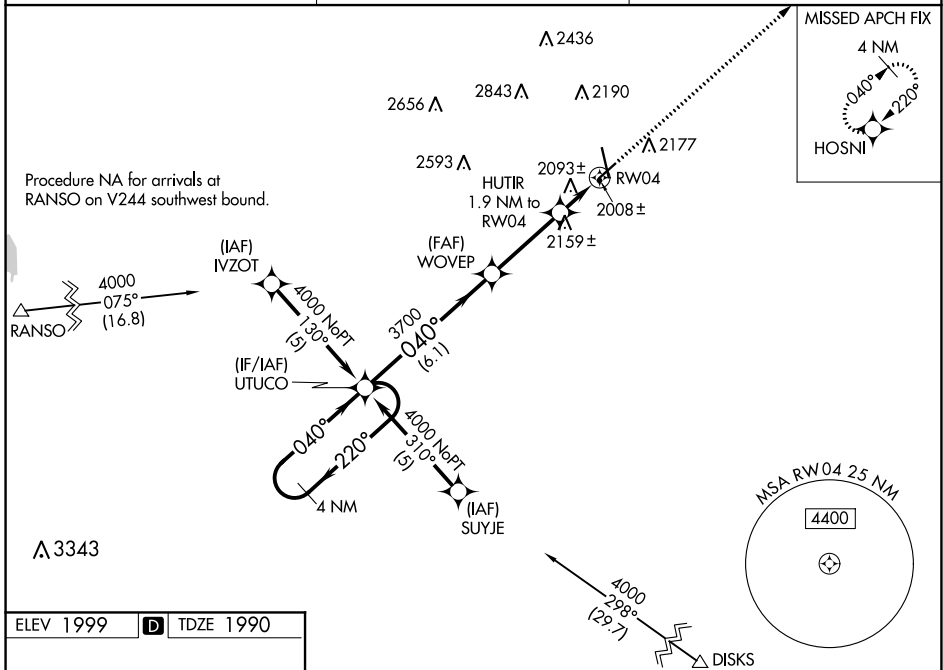 MISSED APCH FIX
4 NM
040°
220°
HOSNI
2436
2656
2843
2190
2593
2177
2093±
RW04
2008±
HUTIR
1.9 NM to
RW04
2159±
Procedure NA for arrivals at
RANSO on V244 southwest bound.
(FAF)
WOVEP
(IAF)
IVZOT
4000
075°
(16.8)
RANSO
4000 NoPT
130°
(5)
3700
040°
(6.1)
(IF/IAF)
UTUCO
040°
220°
4 NM
4000 NoPT
310°
(5)
(IAF)
SUYJE
MSA RW04 25 NM
4400
3343
4000
298°
(29.7)
DISKS
ELEV 1999 D TDZE 1990